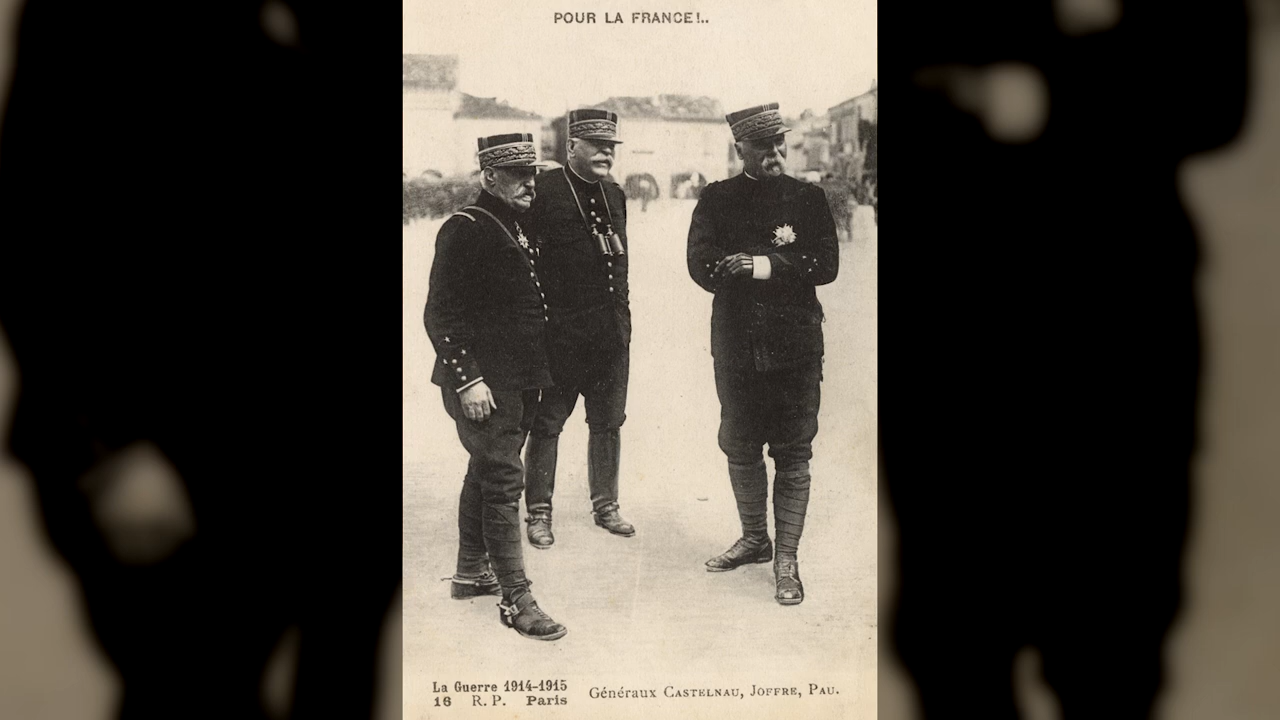 POUR LA FRANCE!..
La Guerre 1914-1915
16 R. P. Paris
Généraux CASTELNAU, JOFFRE, PAU.